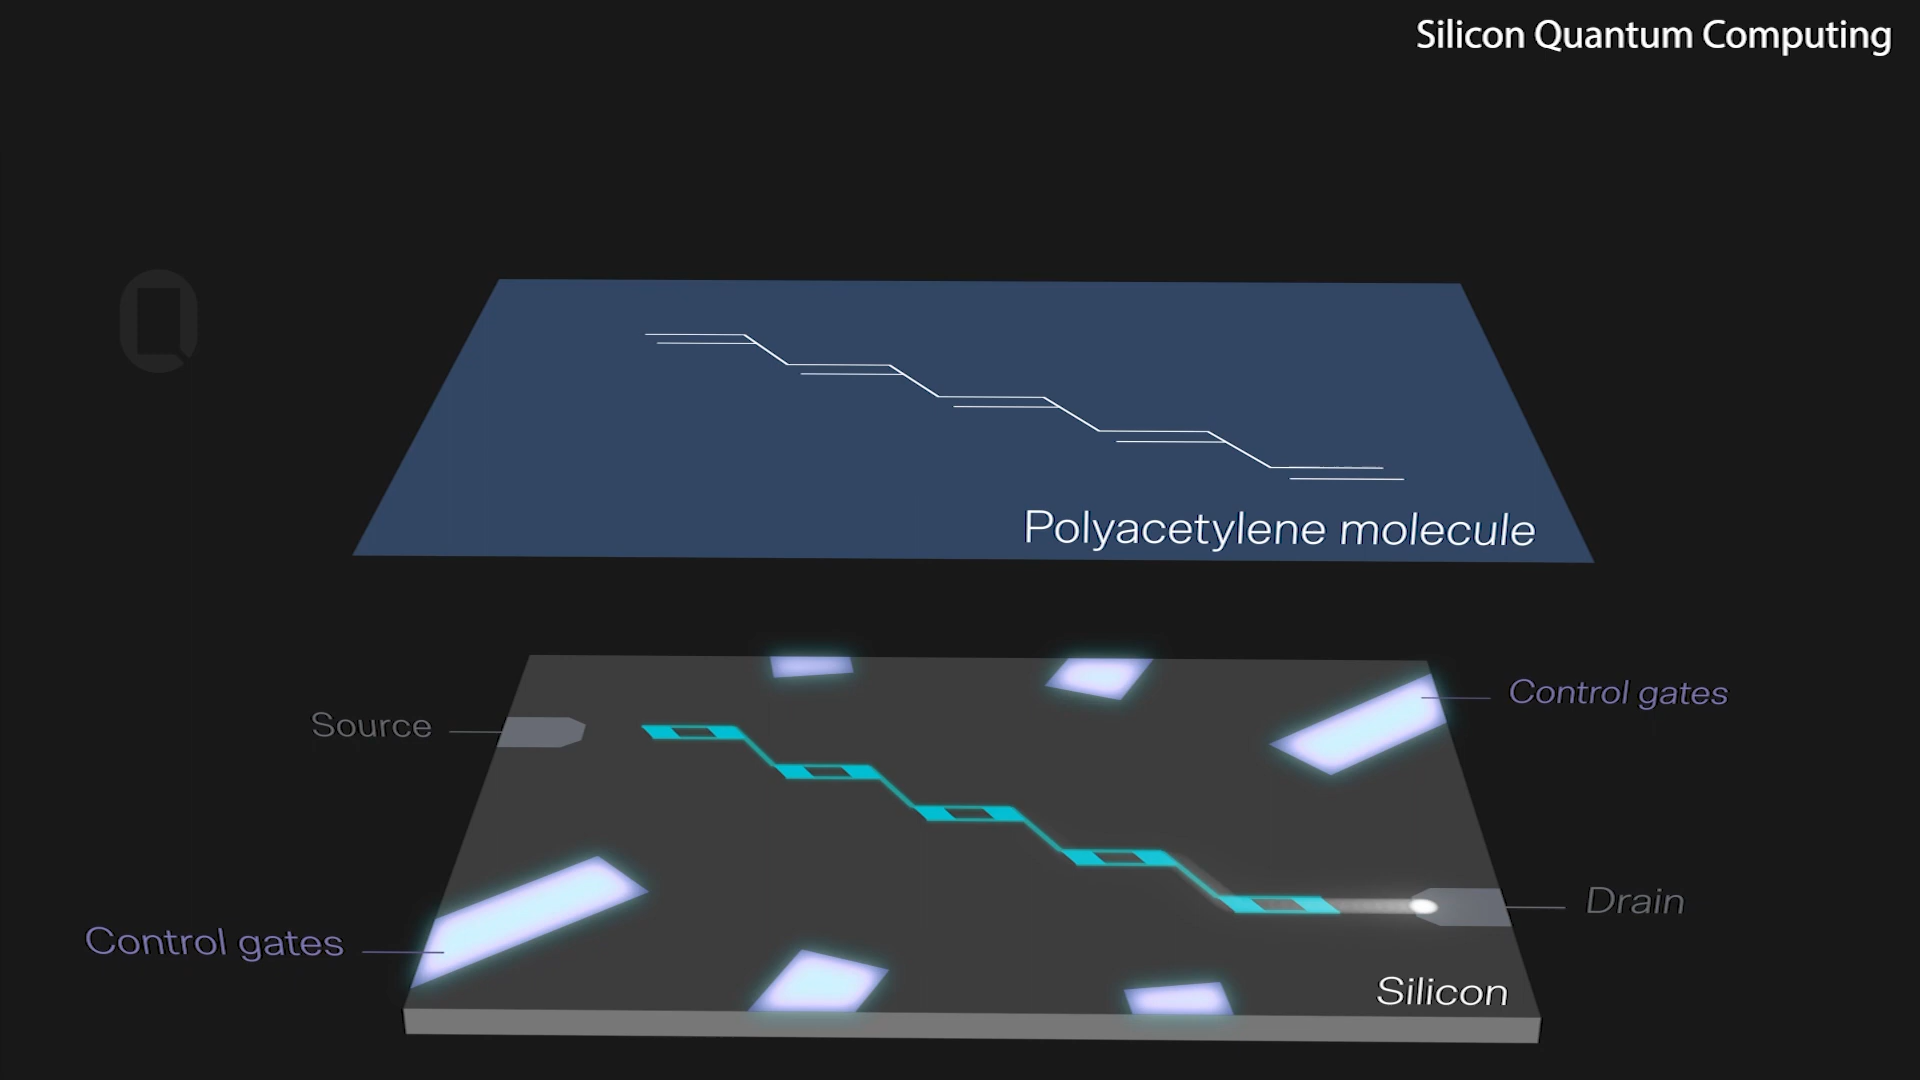 Silicon Quantum Computing
Polyacetylene molecule
Control gates
Source
Drain
Control gates
Silicon